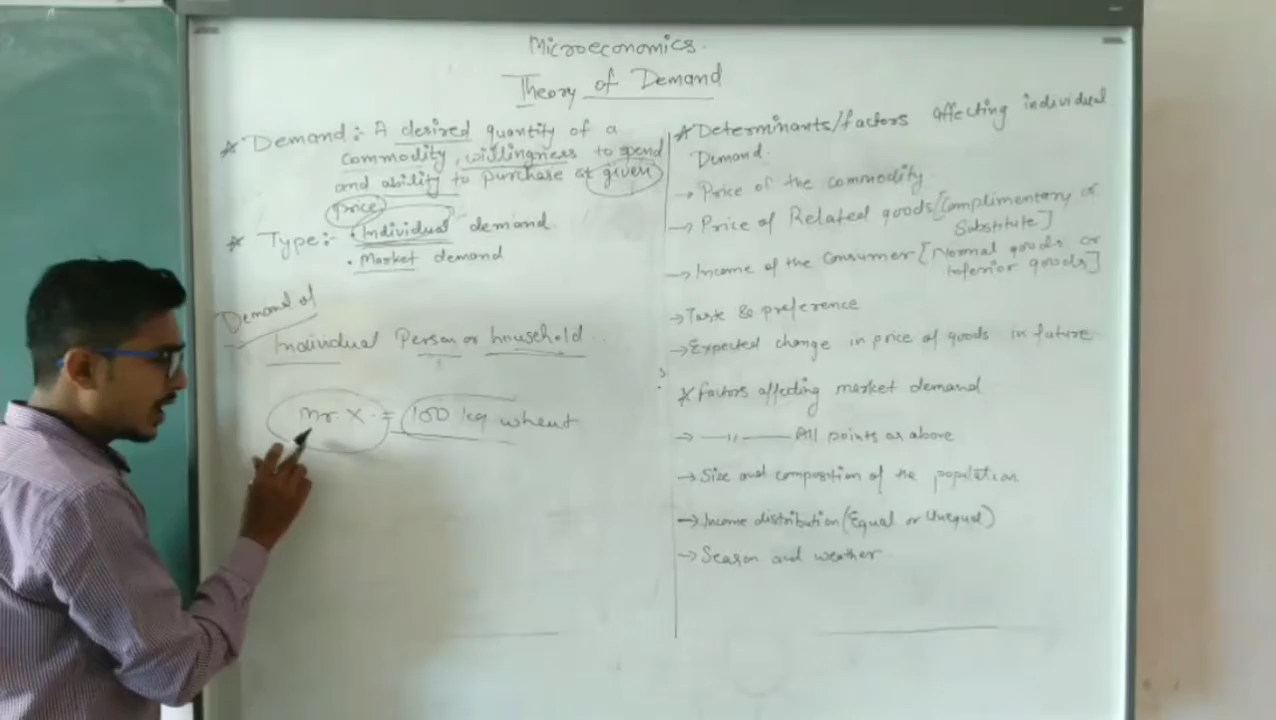 Microeconomics.
Theory of Demand
* Demand:- A desired quantity of a
commodity, willingness to spend
and ability to purchase at given
price
* Type:- • Individual demand.
• Market demand
Demand of
Individual Person or household..
Mr. X = 100 kg wheat
* Determinants/factors affecting individual
Demand.
→ Price of the commodity
→ Price of Related goods [Complimentary or
Substitute]
→ Income of the Consumer [Normal goods or
Inferior goods]
→ Taste & preference
→ Expected change in price of goods in future
* Factors affecting market demand
→ —〃— All points as above
→ Size and composition of the population
→ Income distribution (Equal or Unequal)
→ Season and weather